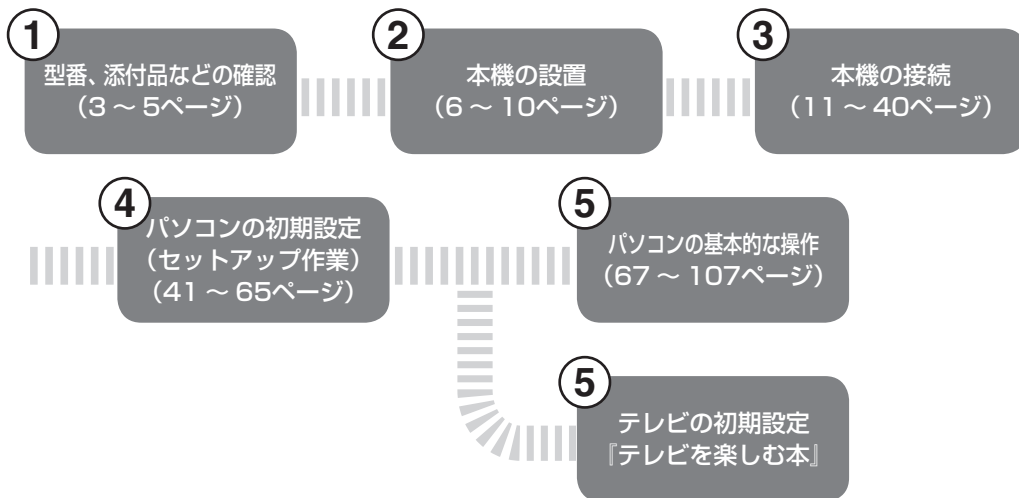 1
型番、添付品などの確認
(3 ～ 5ページ)
2
本機の設置
(6 ～ 10ページ)
3
本機の接続
(11 ～ 40ページ)
4
パソコンの初期設定
(セットアップ作業)
(41 ～ 65ページ)
5
パソコンの基本的な操作
(67 ～ 107ページ)
5
テレビの初期設定
『テレビを楽しむ本』